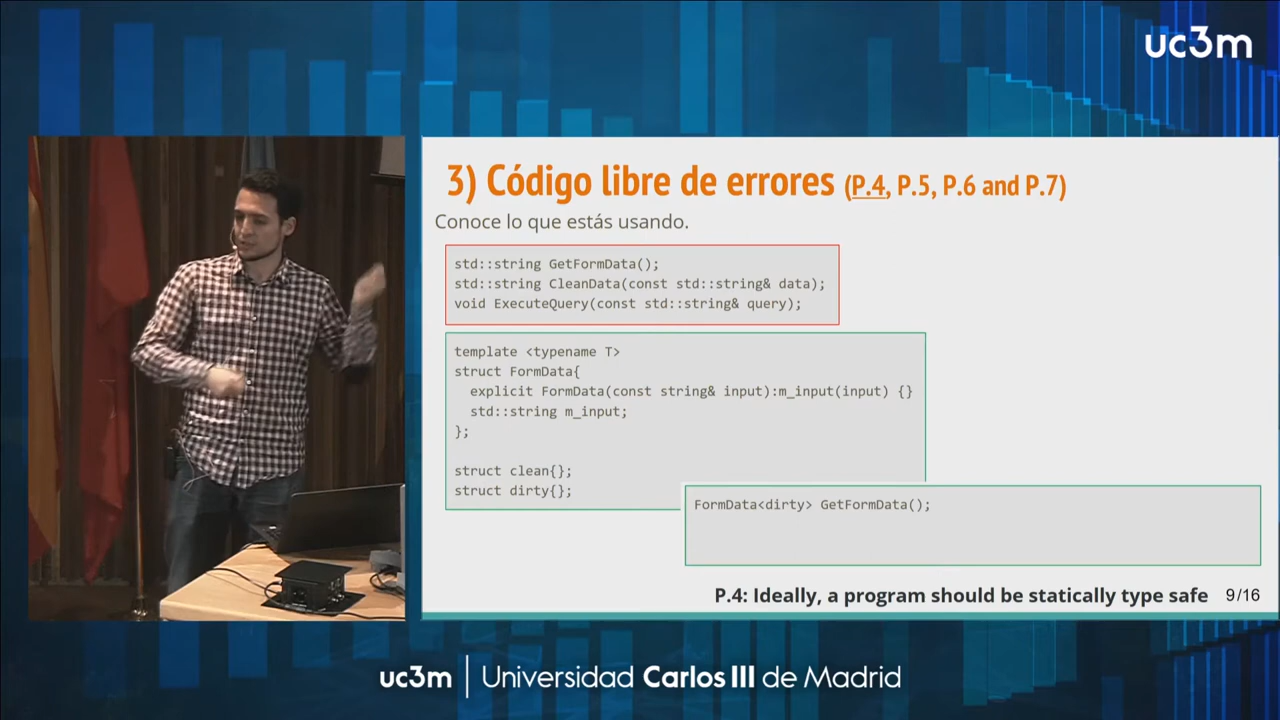 uc3m
3) Código libre de errores (P.4, P.5, P.6 and P.7)
Conoce lo que estás usando.
std::string GetFormData();
std::string CleanData(const std::string& data);
void ExecuteQuery(const std::string& query);
template <typename T>
struct FormData{
explicit FormData(const string& input):m_input(input) {}
std::string m_input;
};
struct clean{};
struct dirty{};
FormData<dirty> GetFormData();
P.4: Ideally, a program should be statically type safe 9/16
uc3m | Universidad Carlos III de Madrid